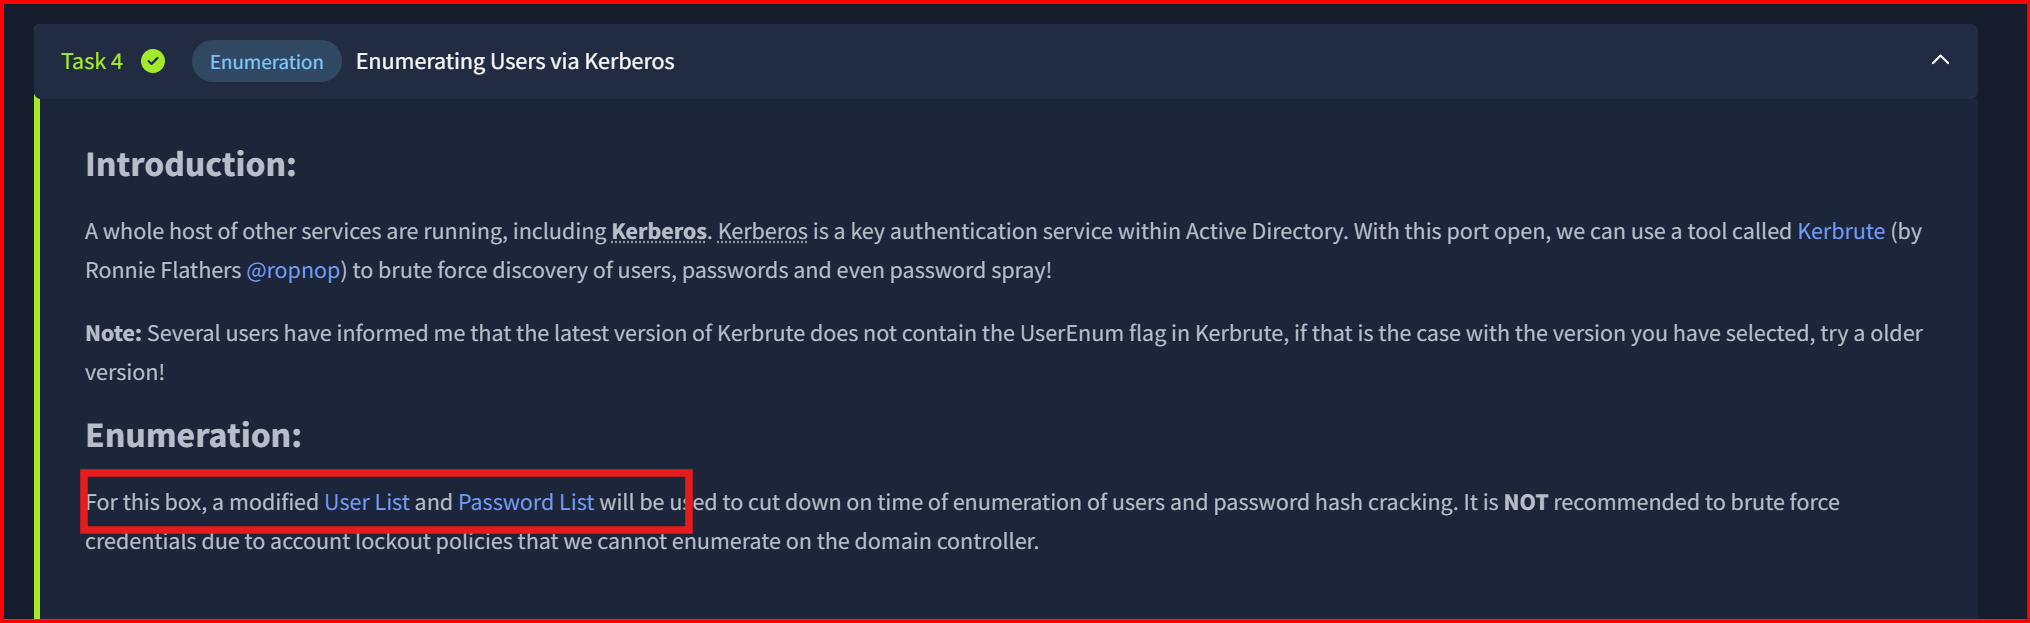 Task 4 Enumeration Enumerating Users via Kerberos
Introduction:
A whole host of other services are running, including Kerberos. Kerberos is a key authentication service within Active Directory. With this port open, we can use a tool called Kerbrute (by
Ronnie Flathers @ropnop) to brute force discovery of users, passwords and even password spray!
Note: Several users have informed me that the latest version of Kerbrute does not contain the UserEnum flag in Kerbrute, if that is the case with the version you have selected, try a older
version!
Enumeration:
For this box, a modified User List and Password List will be used to cut down on time of enumeration of users and password hash cracking. It is NOT recommended to brute force
credentials due to account lockout policies that we cannot enumerate on the domain controller.